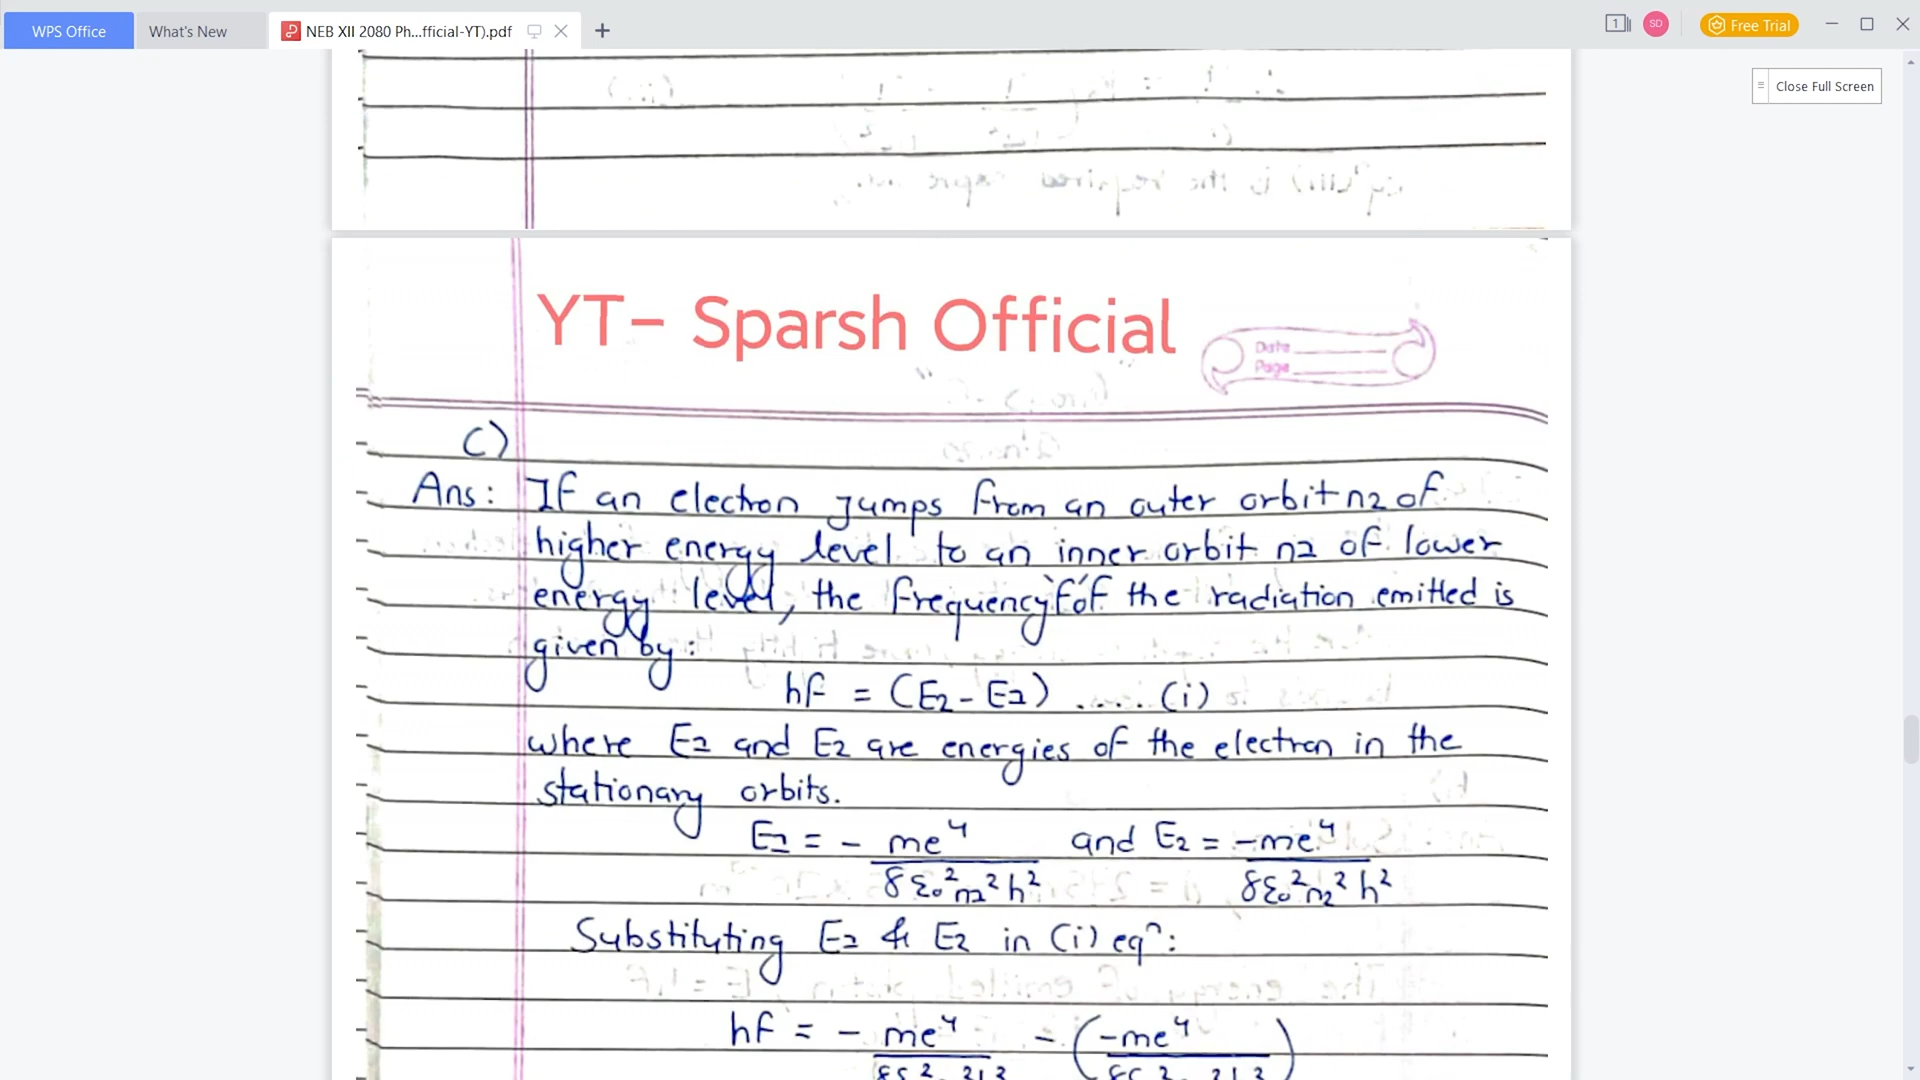 WPS Office
What's New
NEB XII 2080 Ph...fficial-YT).pdf
1
SD
Free Trial
Close Full Screen
YT- Sparsh Official
Date
Page
C)
Ans: If an electron jumps from an outer orbit n2 of
higher energy level to an inner orbit n1 of lower
energy level, the frequency 'f' of the radiation emitted is
given by:
hf = (E2 - E1) ..... (i)
where E1 and E2 are energies of the electron in the
stationary orbits.
E1 = - me⁴ / 8ε₀²n₁²h² and E2 = -me⁴ / 8ε₀²n₂²h²
Substituting E1 & E2 in (i) eqⁿ:
hf = - me⁴ - (-me⁴)